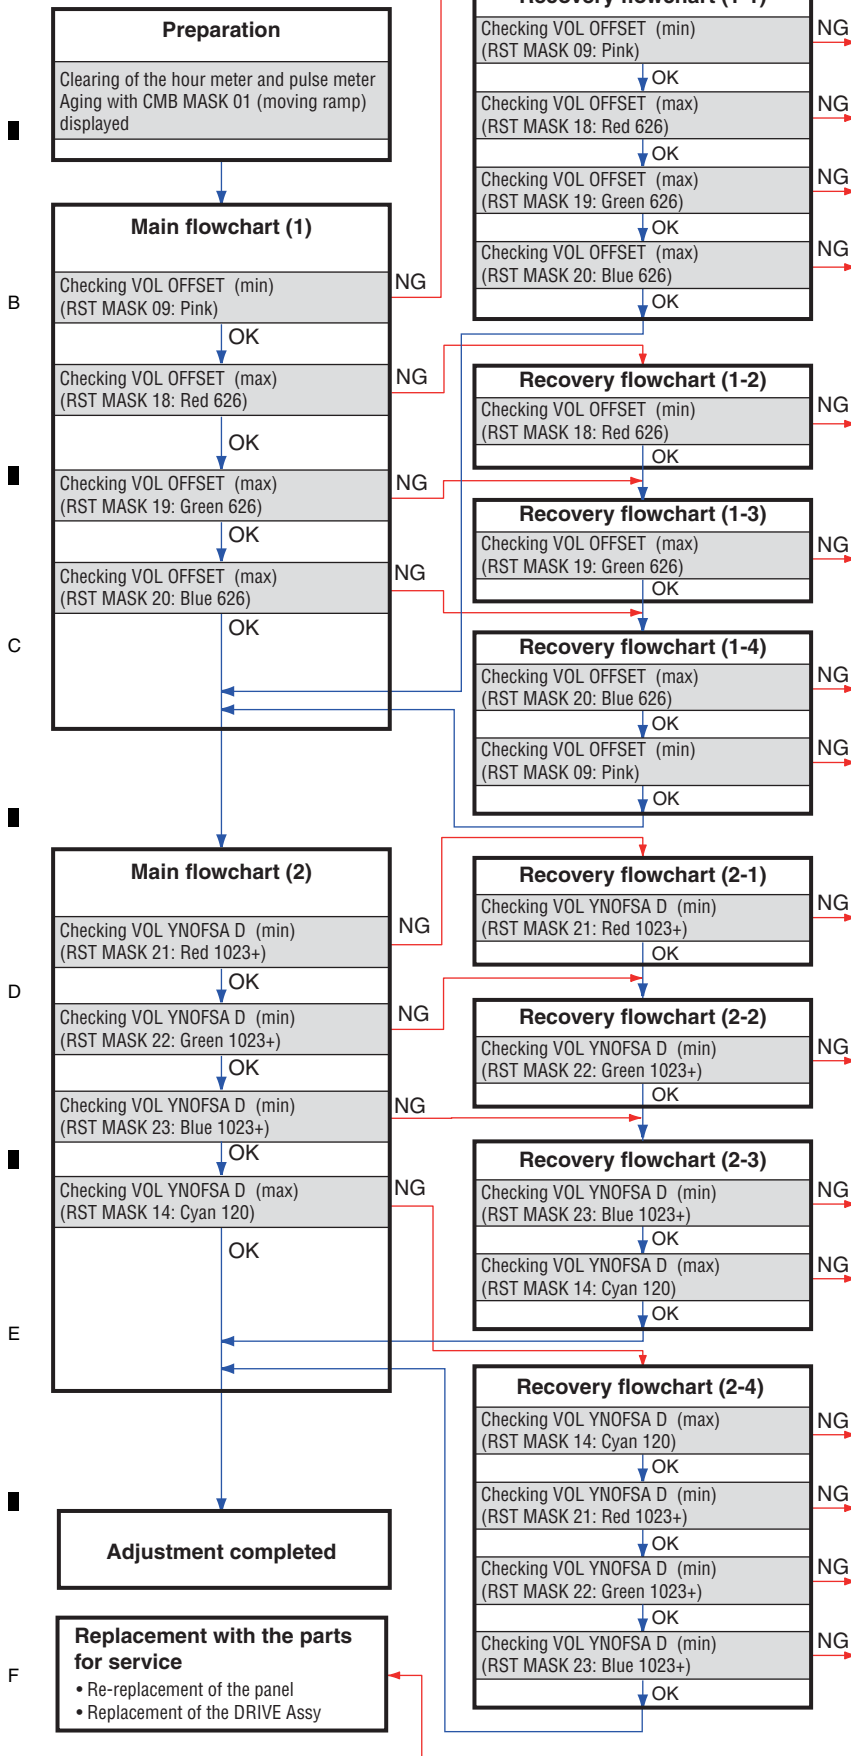 Preparation
Clearing of the hour meter and pulse meter
Aging with CMB MASK 01 (moving ramp)
displayed
B
Main flowchart (1)
Checking VOL OFFSET (min)
(RST MASK 09: Pink)
NG
OK
Checking VOL OFFSET (max)
(RST MASK 18: Red 626)
NG
OK
Checking VOL OFFSET (max)
(RST MASK 19: Green 626)
NG
OK
Checking VOL OFFSET (max)
(RST MASK 20: Blue 626)
NG
OK
C
Main flowchart (2)
Checking VOL YNOFSA D (min)
(RST MASK 21: Red 1023+)
NG
OK
D
Checking VOL YNOFSA D (min)
(RST MASK 22: Green 1023+)
NG
OK
Checking VOL YNOFSA D (min)
(RST MASK 23: Blue 1023+)
NG
OK
Checking VOL YNOFSA D (max)
(RST MASK 14: Cyan 120)
NG
OK
E
Adjustment completed
Replacement with the parts
for service
• Re-replacement of the panel
• Replacement of the DRIVE Assy
F
Recovery flowchart (1-1)
Checking VOL OFFSET (min)
(RST MASK 09: Pink)
NG
OK
Checking VOL OFFSET (max)
(RST MASK 18: Red 626)
NG
OK
Checking VOL OFFSET (max)
(RST MASK 19: Green 626)
NG
OK
Checking VOL OFFSET (max)
(RST MASK 20: Blue 626)
NG
OK
Recovery flowchart (1-2)
Checking VOL OFFSET (min)
(RST MASK 18: Red 626)
NG
OK
Recovery flowchart (1-3)
Checking VOL OFFSET (max)
(RST MASK 19: Green 626)
NG
OK
Recovery flowchart (1-4)
Checking VOL OFFSET (max)
(RST MASK 20: Blue 626)
NG
OK
Checking VOL OFFSET (min)
(RST MASK 09: Pink)
NG
OK
Recovery flowchart (2-1)
Checking VOL YNOFSA D (min)
(RST MASK 21: Red 1023+)
NG
OK
Recovery flowchart (2-2)
Checking VOL YNOFSA D (min)
(RST MASK 22: Green 1023+)
NG
OK
Recovery flowchart (2-3)
Checking VOL YNOFSA D (min)
(RST MASK 23: Blue 1023+)
NG
OK
Checking VOL YNOFSA D (max)
(RST MASK 14: Cyan 120)
NG
OK
Recovery flowchart (2-4)
Checking VOL YNOFSA D (max)
(RST MASK 14: Cyan 120)
NG
OK
Checking VOL YNOFSA D (min)
(RST MASK 21: Red 1023+)
NG
OK
Checking VOL YNOFSA D (min)
(RST MASK 22: Green 1023+)
NG
OK
Checking VOL YNOFSA D (min)
(RST MASK 23: Blue 1023+)
NG
OK